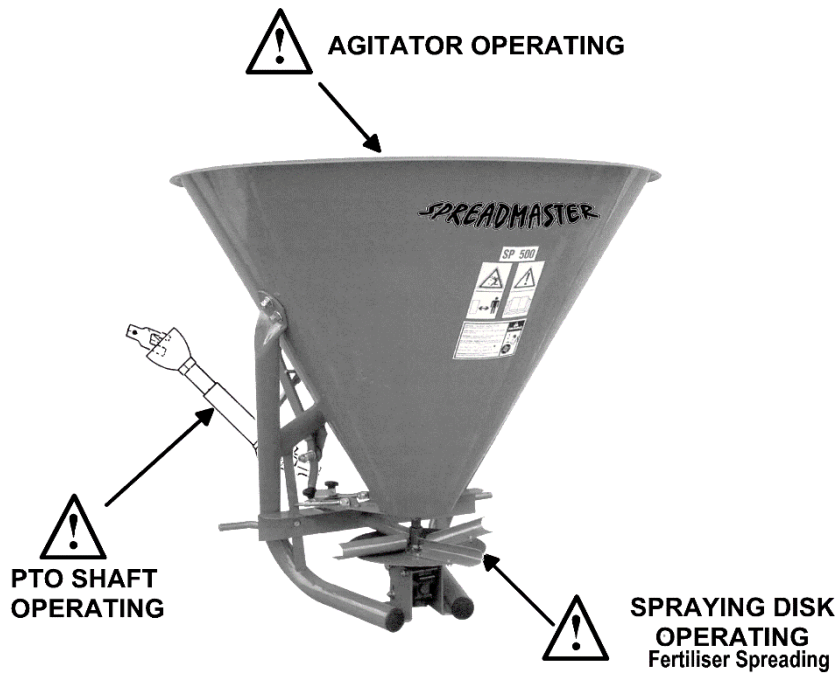 AGITATOR OPERATING
SPREADMASTER
SP 500
PTO SHAFT
OPERATING
SPRAYING DISK
OPERATING
Fertiliser Spreading